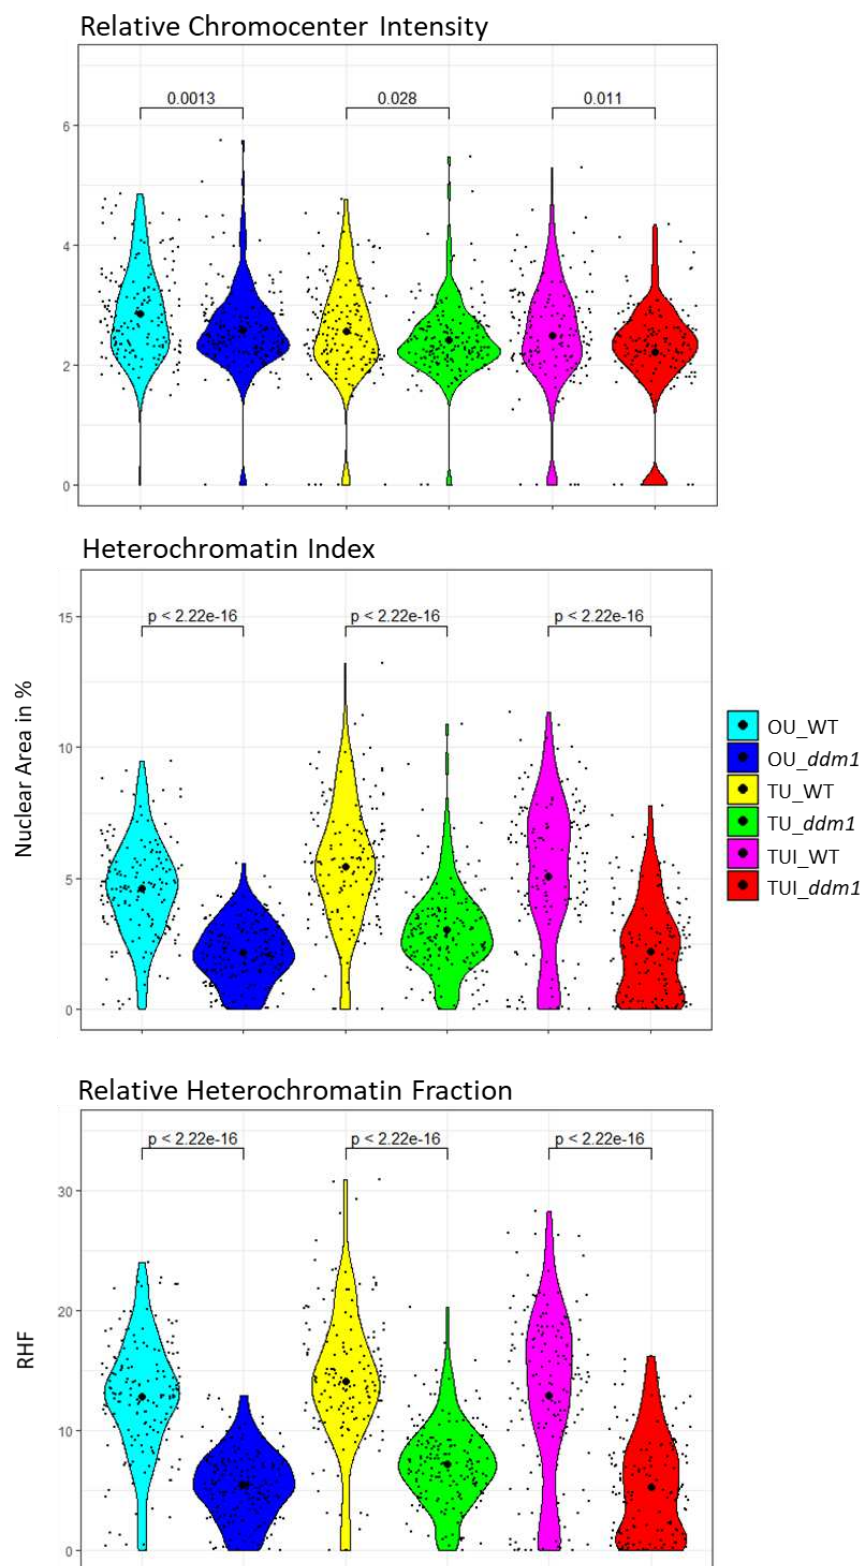 Relative Chromocenter Intensity
0.0013 0.028 0.011
6
4
2
0
Heterochromatin Index
p < 2.22e-16 p < 2.22e-16 p < 2.22e-16
15
10
5
0
Nuclear Area in %
OU_WT
OU_ddm1
TU_WT
TU_ddm1
TUI_WT
TUI_ddm1
Relative Heterochromatin Fraction
p < 2.22e-16 p < 2.22e-16 p < 2.22e-16
30
20
10
0
RHF